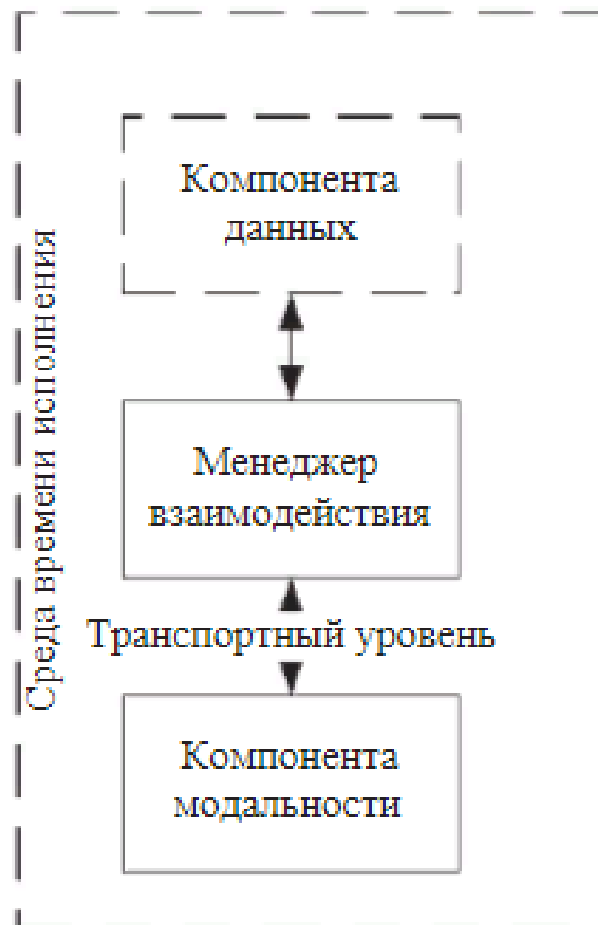 Среда времени исполнения
Компонента
данных
Менеджер
взаимодействия
Транспортный уровень
Компонента
модальности